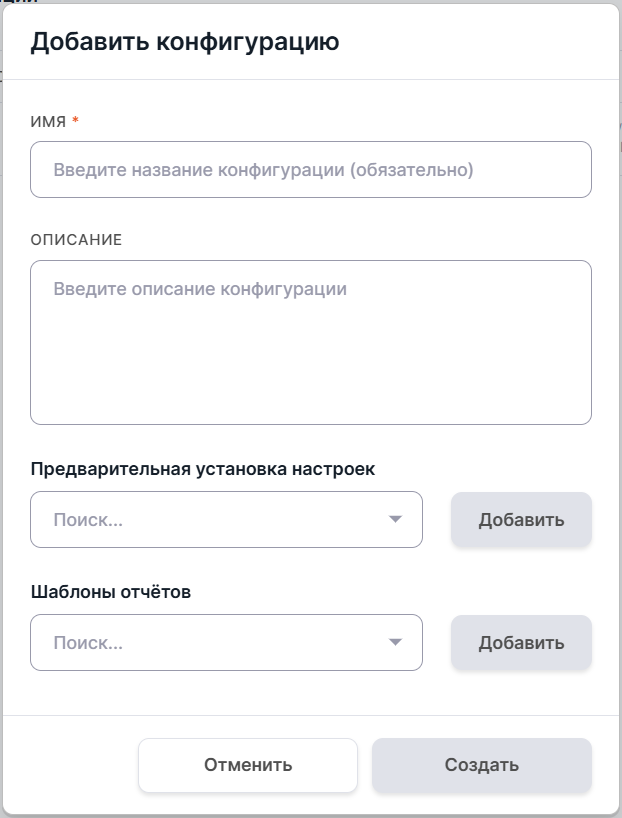 Добавить конфигурацию
ИМЯ *
Введите название конфигурации (обязательно)
ОПИСАНИЕ
Введите описание конфигурации
Предварительная установка настроек
Поиск...
Добавить
Шаблоны отчётов
Поиск...
Добавить
Отменить
Создать